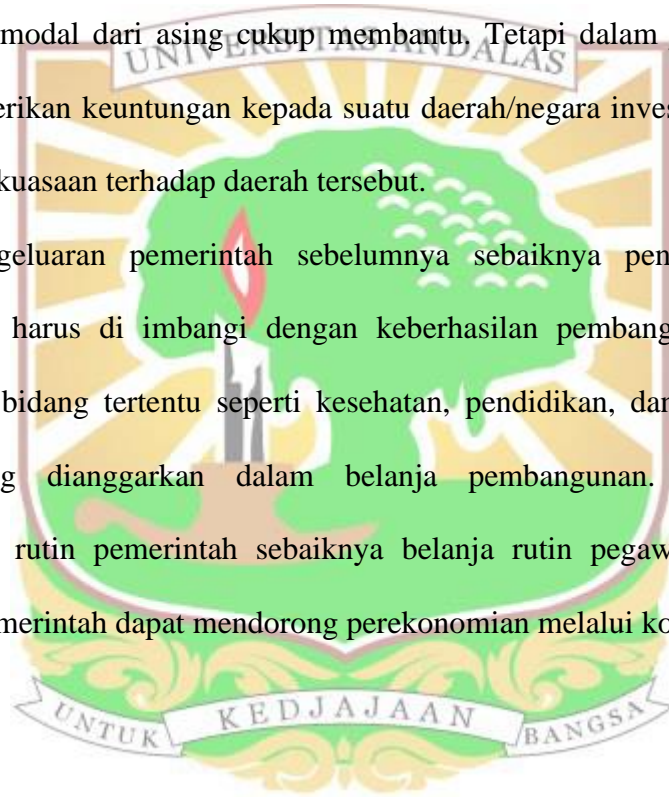 modal dari asing cukup membantu. Tetapi dalam
UNIVERSITAS ANDALAS
erikan keuntungan kepada suatu daerah/negara inves
kuasaan terhadap daerah tersebut.
geluaran pemerintah sebelumnya sebaiknya pen
harus di imbangi dengan keberhasilan pembang
bidang tertentu seperti kesehatan, pendidikan, dan
g dianggarkan dalam belanja pembangunan.
rutin pemerintah sebaiknya belanja rutin pegaw
merintah dapat mendorong perekonomian melalui ko
UNTUK KEDJAJAAN BANGSA